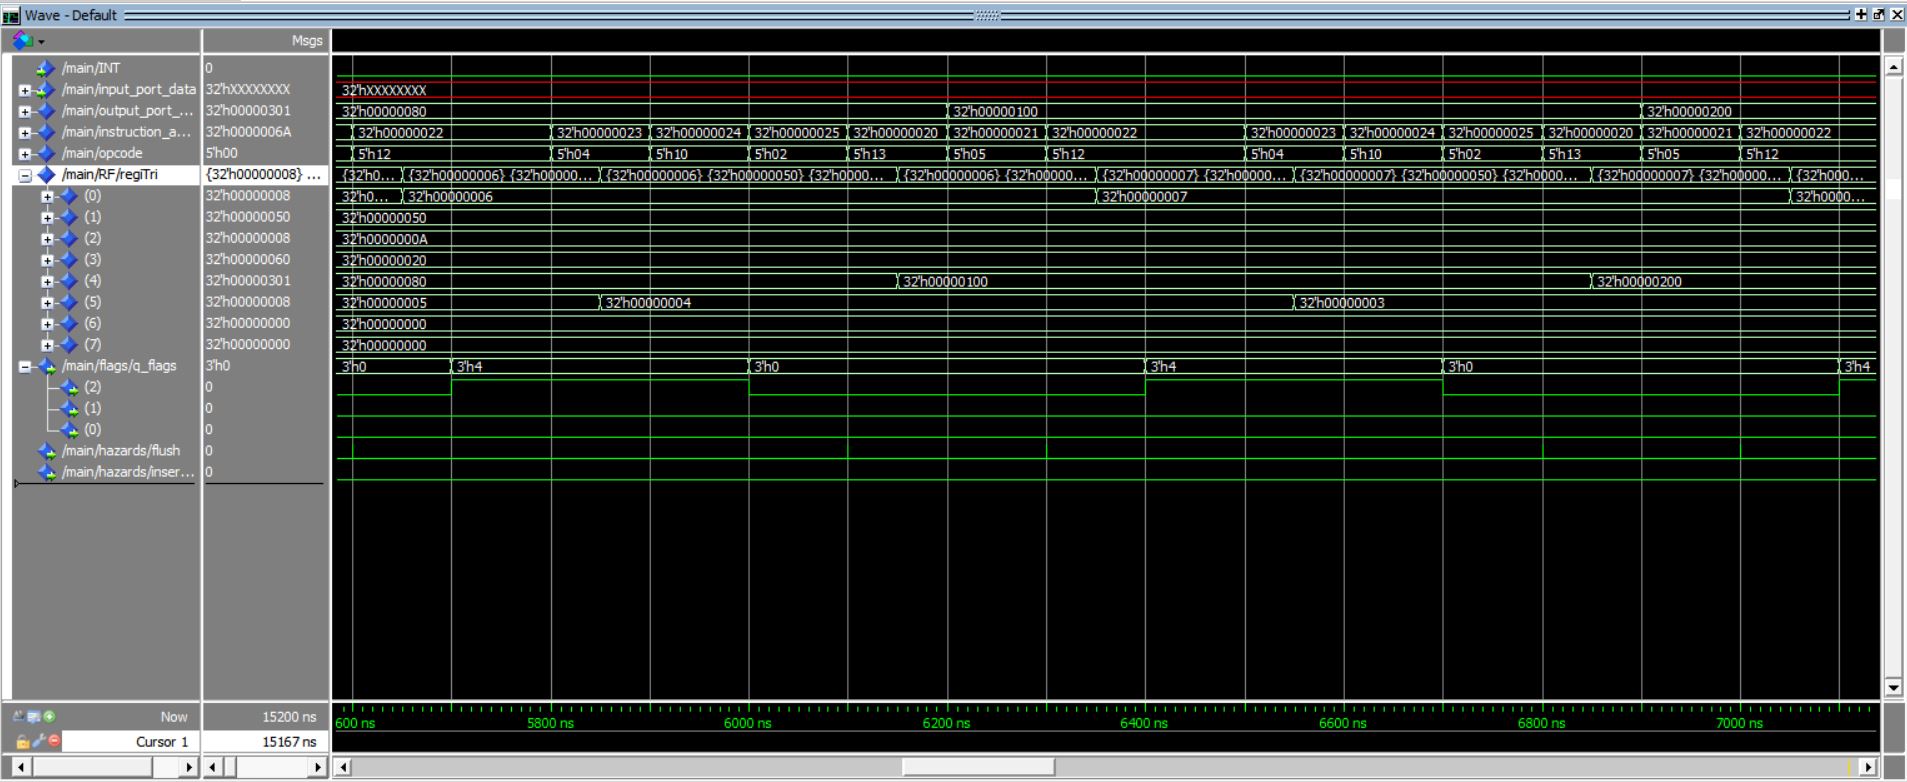 Wave - Default
Msgs
/main/INT 0
/main/input_port_data 32'hXXXXXXXX 32'hXXXXXXXX
/main/output_port_... 32'h00000301 32'h00000080 32'h00000100 32'h00000200
/main/instruction_a... 32'h0000006A 32'h00000022 32'h00000023 32'h00000024 32'h00000025 32'h00000020 32'h00000021 32'h00000022 32'h00000023 32'h00000024 32'h00000025 32'h00000020 32'h00000021 32'h00000022
/main/opcode 5'h00 5'h12 5'h04 5'h10 5'h02 5'h13 5'h05 5'h12 5'h04 5'h10 5'h02 5'h13 5'h05 5'h12
/main/RF/regiTri {32'h00000008} ... {32'h0... {32'h00000006} {32'h00000... {32'h00000006} {32'h00000050} {32'h0000... {32'h00000006} {32'h00000... {32'h00000007} {32'h00000... {32'h00000007} {32'h00000050} {32'h0000... {32'h00000007} {32'h00000... {32'h000...
(0) 32'h00000008 32'h0... 32'h00000006 32'h00000007 32'h0000...
(1) 32'h00000050 32'h00000050
(2) 32'h00000008 32'h0000000A
(3) 32'h00000060 32'h00000020
(4) 32'h00000301 32'h00000080 32'h00000100 32'h00000200
(5) 32'h00000008 32'h00000005 32'h00000004 32'h00000003
(6) 32'h00000000 32'h00000000
(7) 32'h00000000 32'h00000000
/main/flags/q_flags 3'h0 3'h0 3'h4 3'h0 3'h4 3'h0 3'h4
(2) 0
(1) 0
(0) 0
/main/hazards/flush 0
/main/hazards/inser... 0
Now 15200 ns 600 ns 5800 ns 6000 ns 6200 ns 6400 ns 6600 ns 6800 ns 7000 ns
Cursor 1 15167 ns